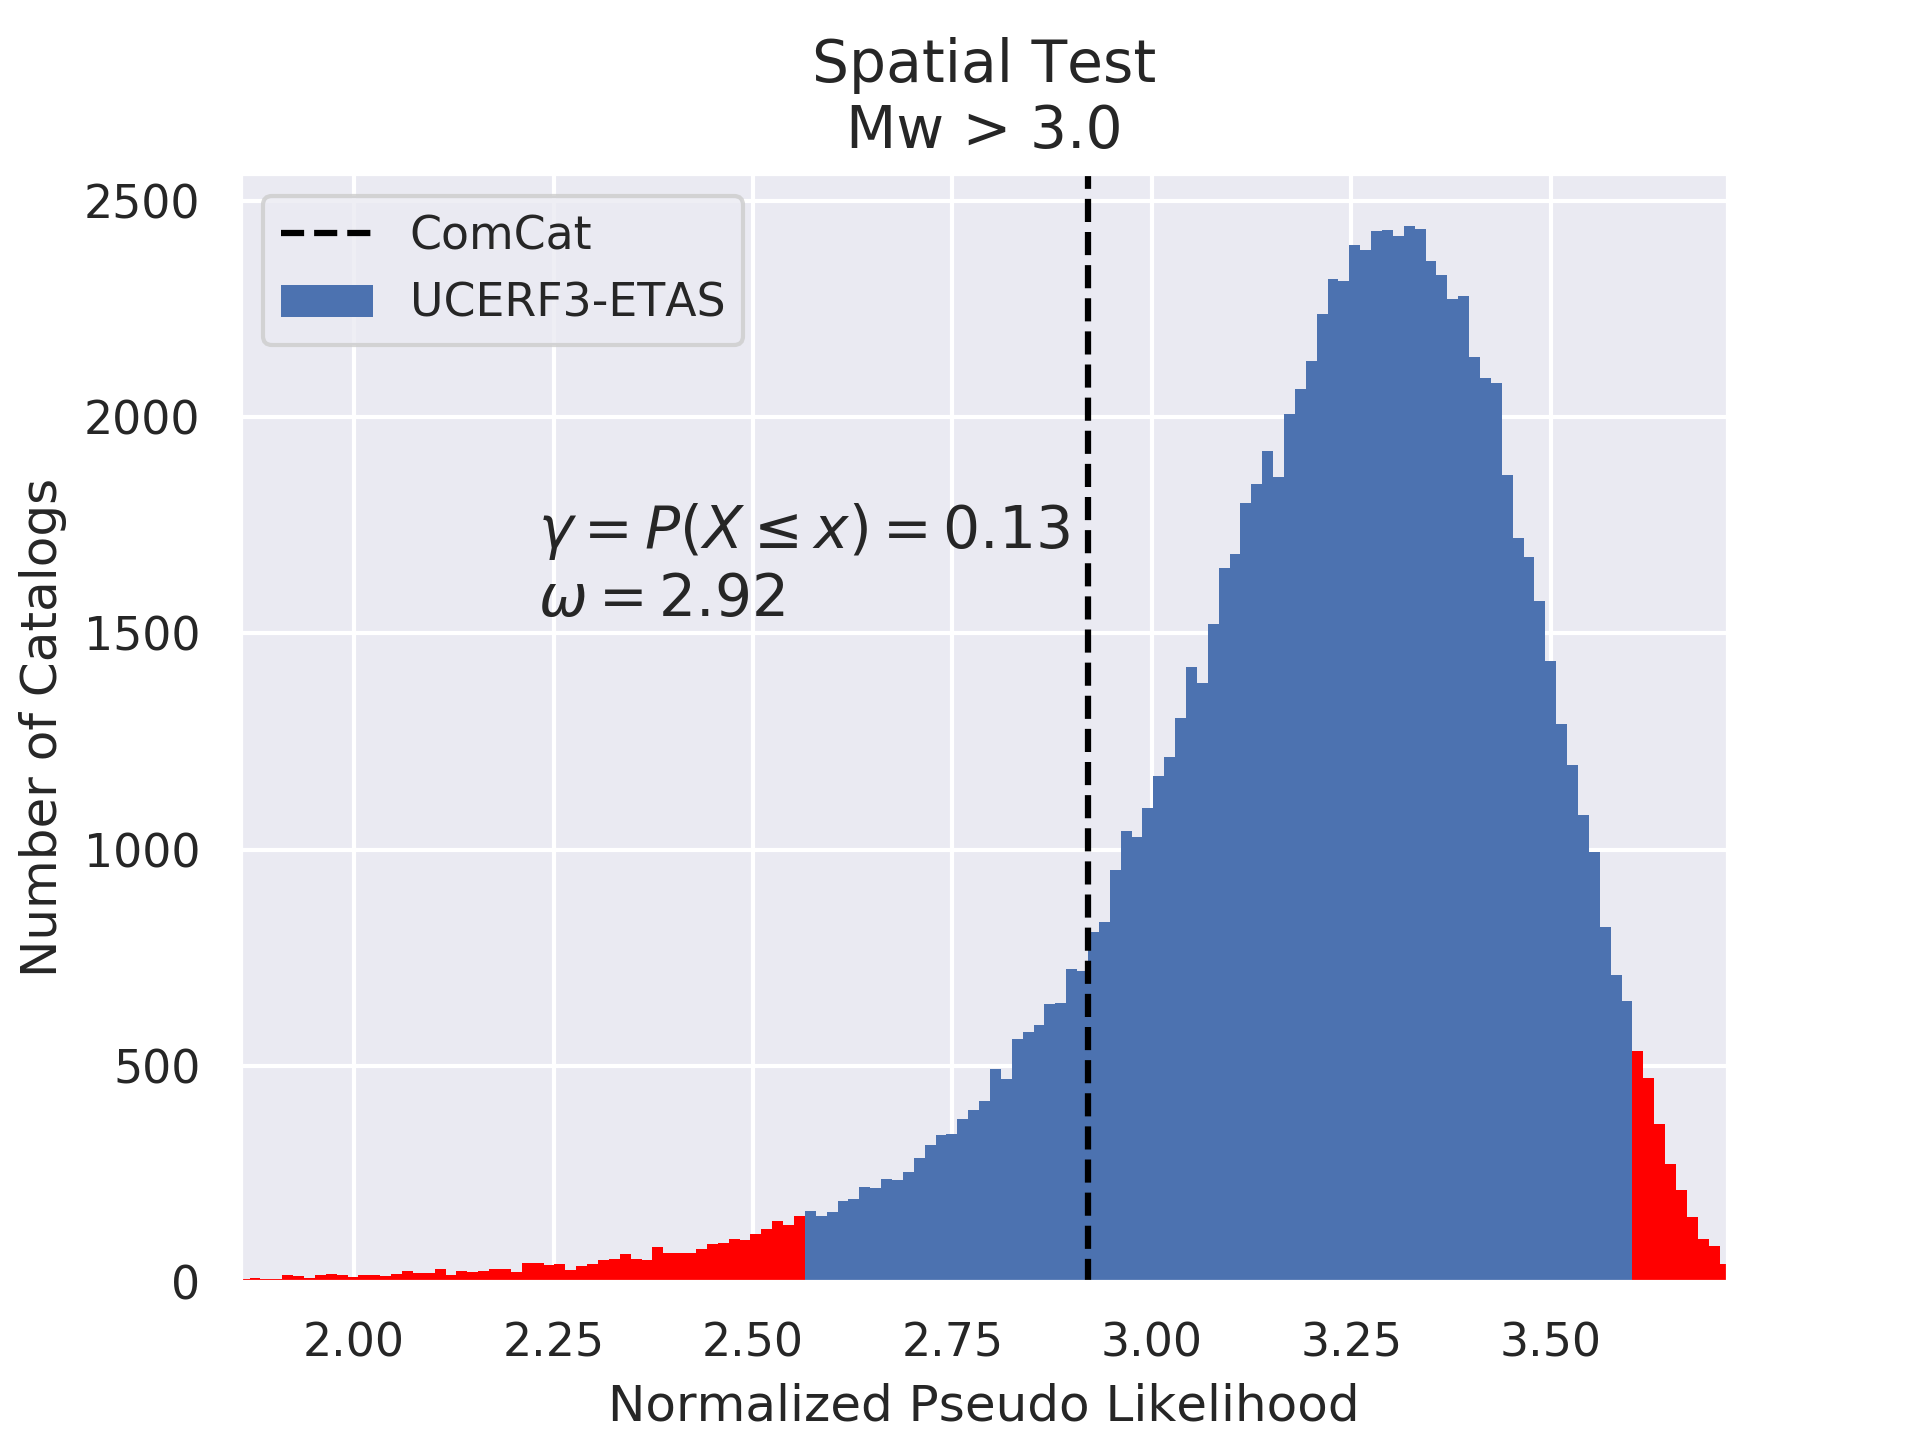 Spatial Test
Mw > 3.0
2500
2000
1500
1000
500
0
Number of Catalogs
ComCat
UCERF3-ETAS
γ = P(X ≤ x) = 0.13
ω = 2.92
2.00 2.25 2.50 2.75 3.00 3.25 3.50
Normalized Pseudo Likelihood